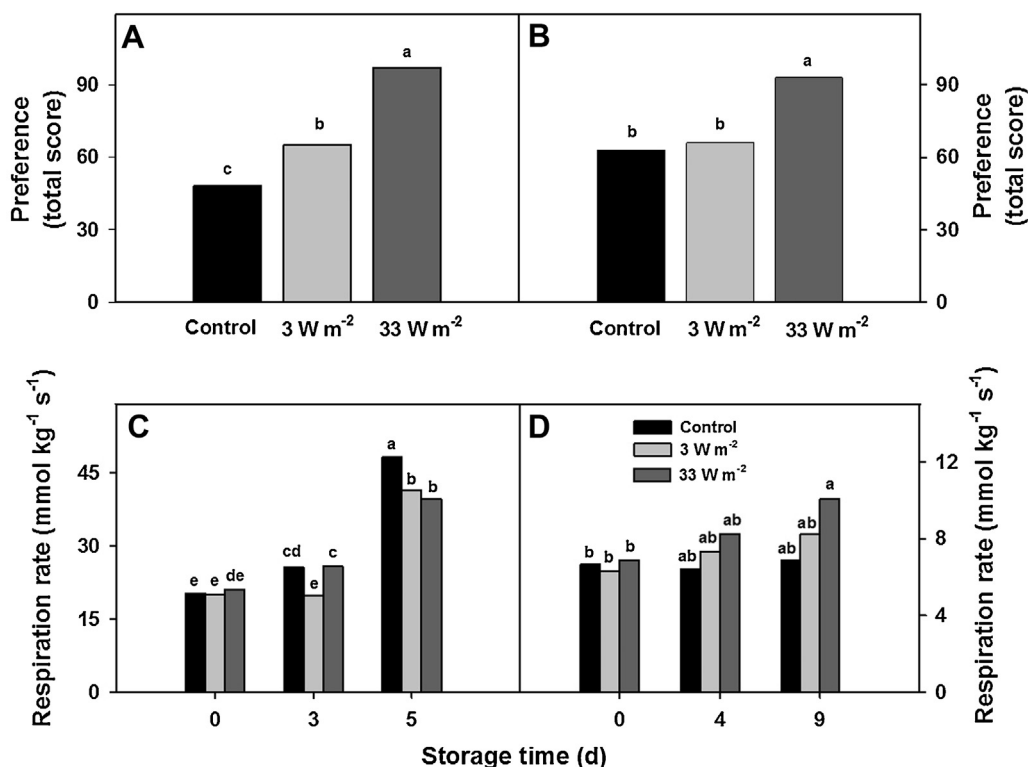 A
B
Preference
(total score)
90
60
30
0
c
b
a
Control
3 W m⁻²
33 W m⁻²
b
b
a
Control
3 W m⁻²
33 W m⁻²
90
60
30
0
Preference
(total score)
C
D
Respiration rate (mmol kg⁻¹ s⁻¹)
45
30
15
0
e e de
cd e c
a b b
0 3 5
Control
3 W m⁻²
33 W m⁻²
b b b
ab ab ab
ab ab a
0 4 9
12
8
4
0
Respiration rate (mmol kg⁻¹ s⁻¹)
Storage time (d)